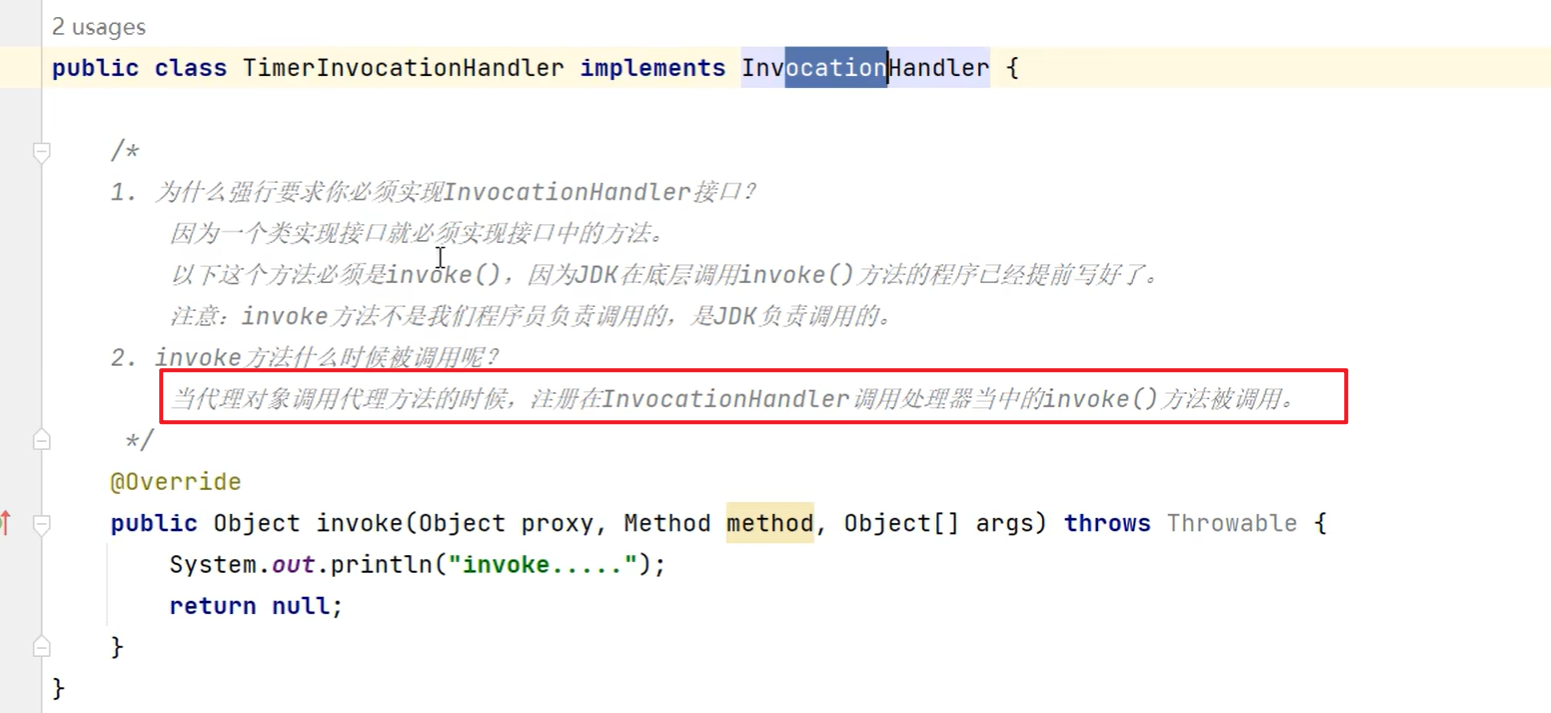 2 usages
public class TimerInvocationHandler implements InvocationHandler {
/*
1. 为什么强行要求你必须实现InvocationHandler接口？
因为一个类实现接口就必须实现接口中的方法。
以下这个方法必须是invoke()，因为JDK在底层调用invoke()方法的程序已经提前写好了。
注意：invoke方法不是我们程序员负责调用的，是JDK负责调用的。
2. invoke方法什么时候被调用呢？
当代理对象调用代理方法的时候，注册在InvocationHandler调用处理器当中的invoke()方法被调用。
*/
@Override
public Object invoke(Object proxy, Method method, Object[] args) throws Throwable {
System.out.println("invoke.....");
return null;
}
}